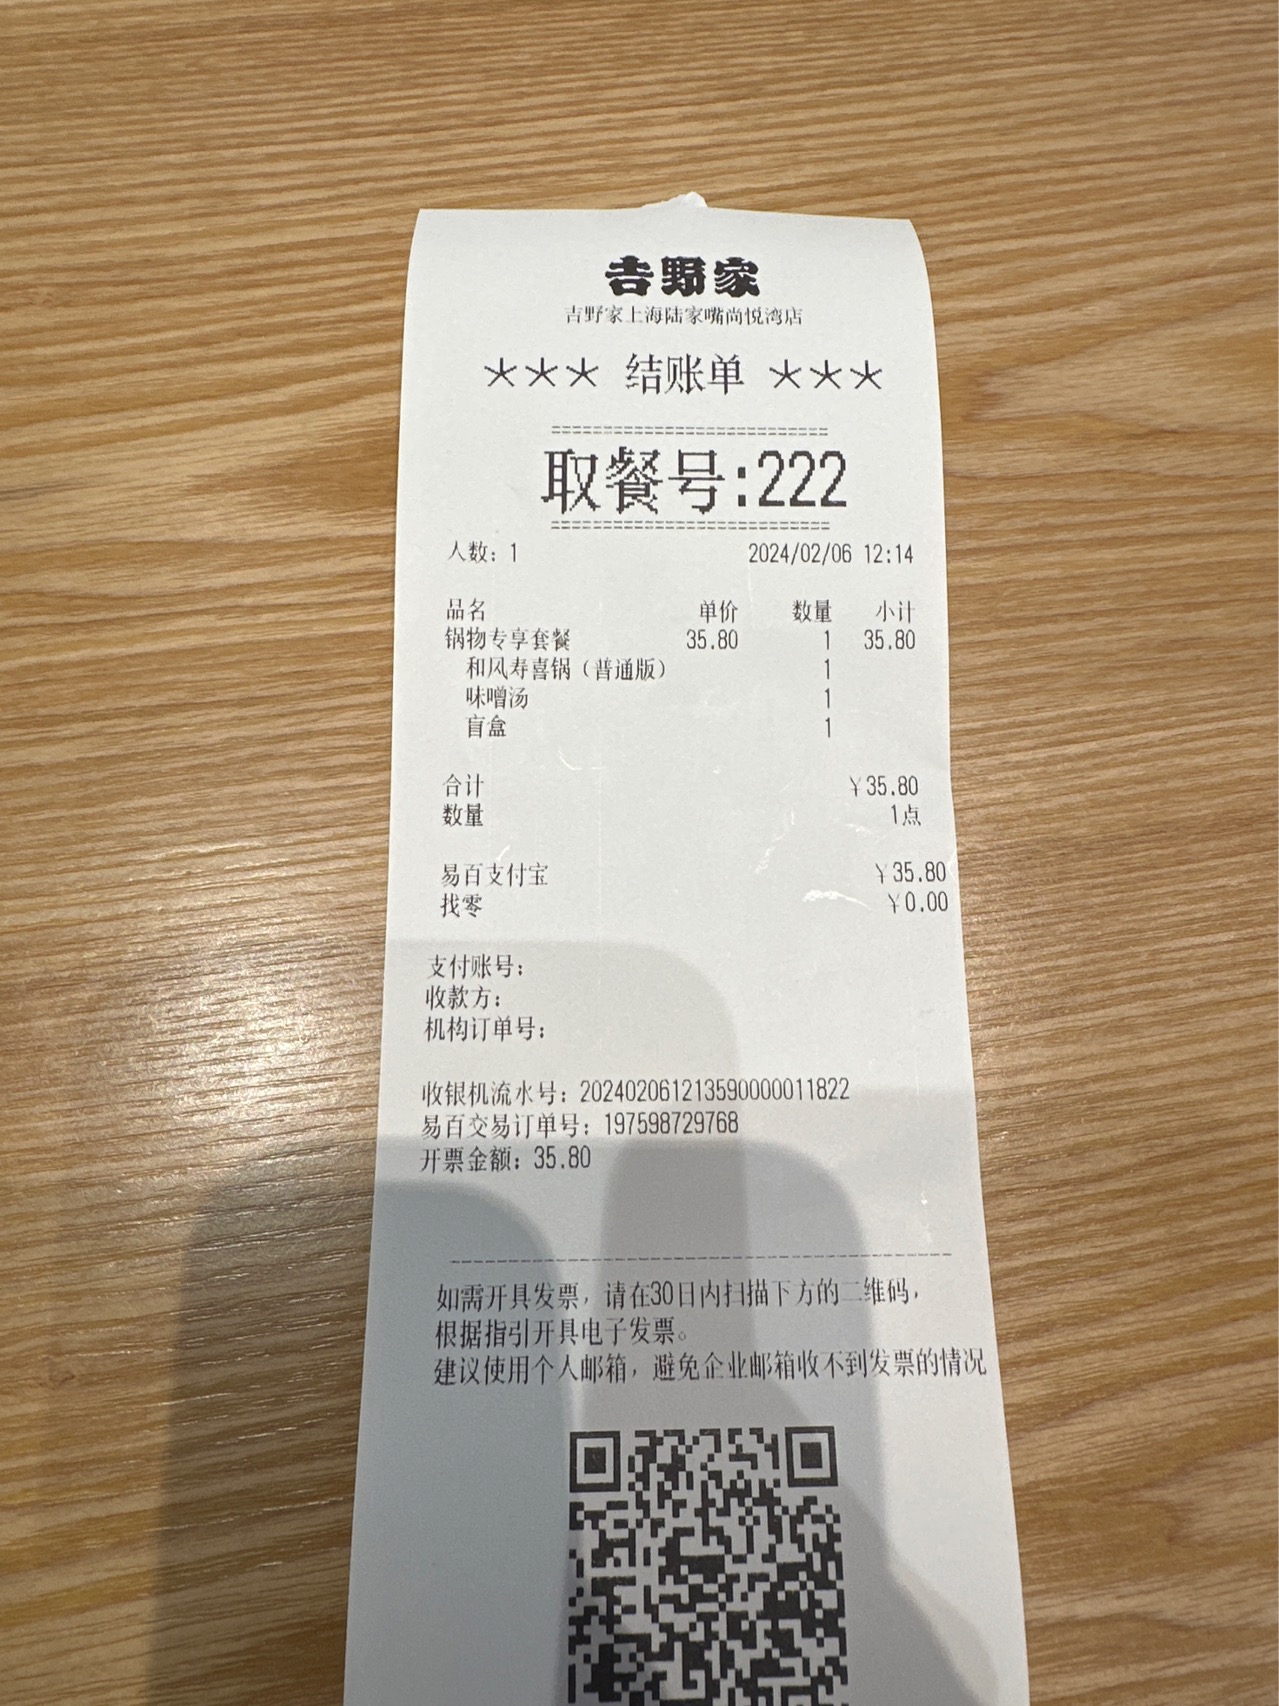 吉野家
吉野家上海陆家嘴尚悦湾店
*** 结账单 ***
===========================
取餐号:222
===========================
人数: 1 2024/02/06 12:14
品名 单价 数量 小计
锅物专享套餐 35.80 1 35.80
和风寿喜锅（普通版） 1
味噌汤 1
盲盒 1
合计 ¥35.80
数量 1点
易百支付宝 ¥35.80
找零 ¥0.00
支付账号:
收款方:
机构订单号:
收银机流水号: 202402061213590000011822
易百交易订单号: 197598729768
开票金额: 35.80
如需开具发票，请在30日内扫描下方的二维码，
根据指引开具电子发票。
建议使用个人邮箱，避免企业邮箱收不到发票的情况